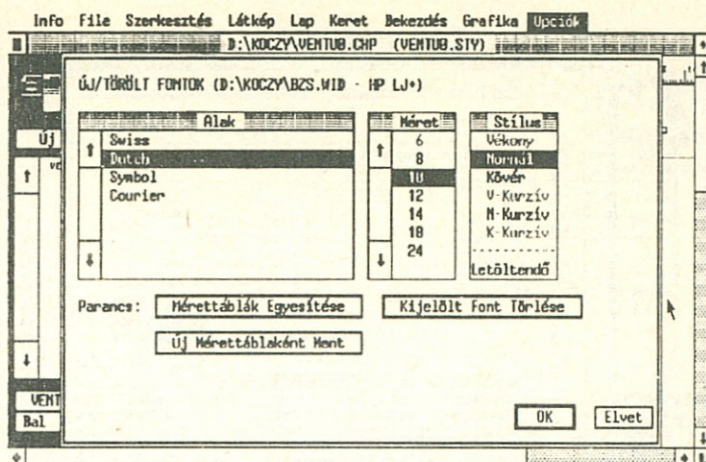 Info File Szerkesztés Látkép Lap Keret Bekezdés Grafika Opciók
D:\KOCZY\VENTUB.CHP (VENTUB.STY)
ÚJ/TÖRÖLT FONTOK (D:\KOCZY\BZS.WID - HP LJ+)
Alak
Swiss
Dutch
Symbol
Courier
Méret
6
8
10
12
14
18
24
Stílus
Vékony
Normál
Kövér
V-Kurzív
N-Kurzív
K-Kurzív
Letöltendő
Parancs: Mérettáblák Egyesítése Kijelölt Font Törlése
Új Mérettáblaként Ment
OK Elvet
Új
VENT
Bal